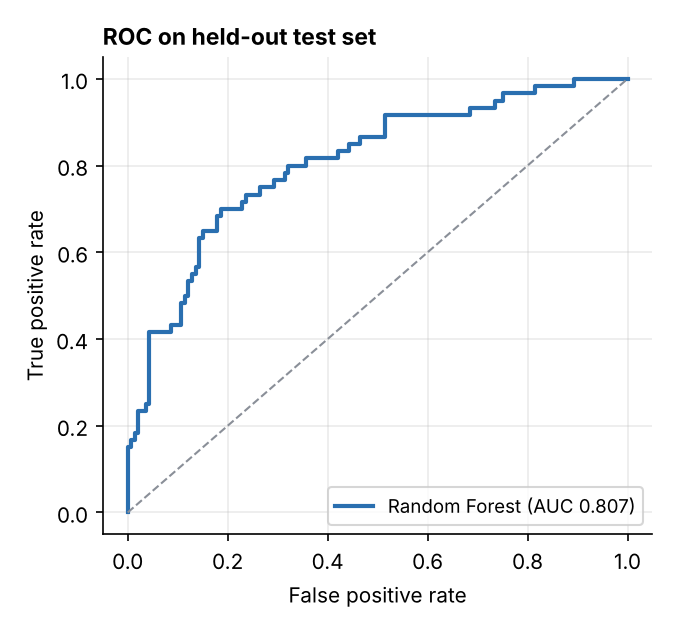 ROC on held-out test set
True positive rate
1.0
0.8
0.6
0.4
0.2
0.0
Random Forest (AUC 0.807)
0.0 0.2 0.4 0.6 0.8 1.0
False positive rate